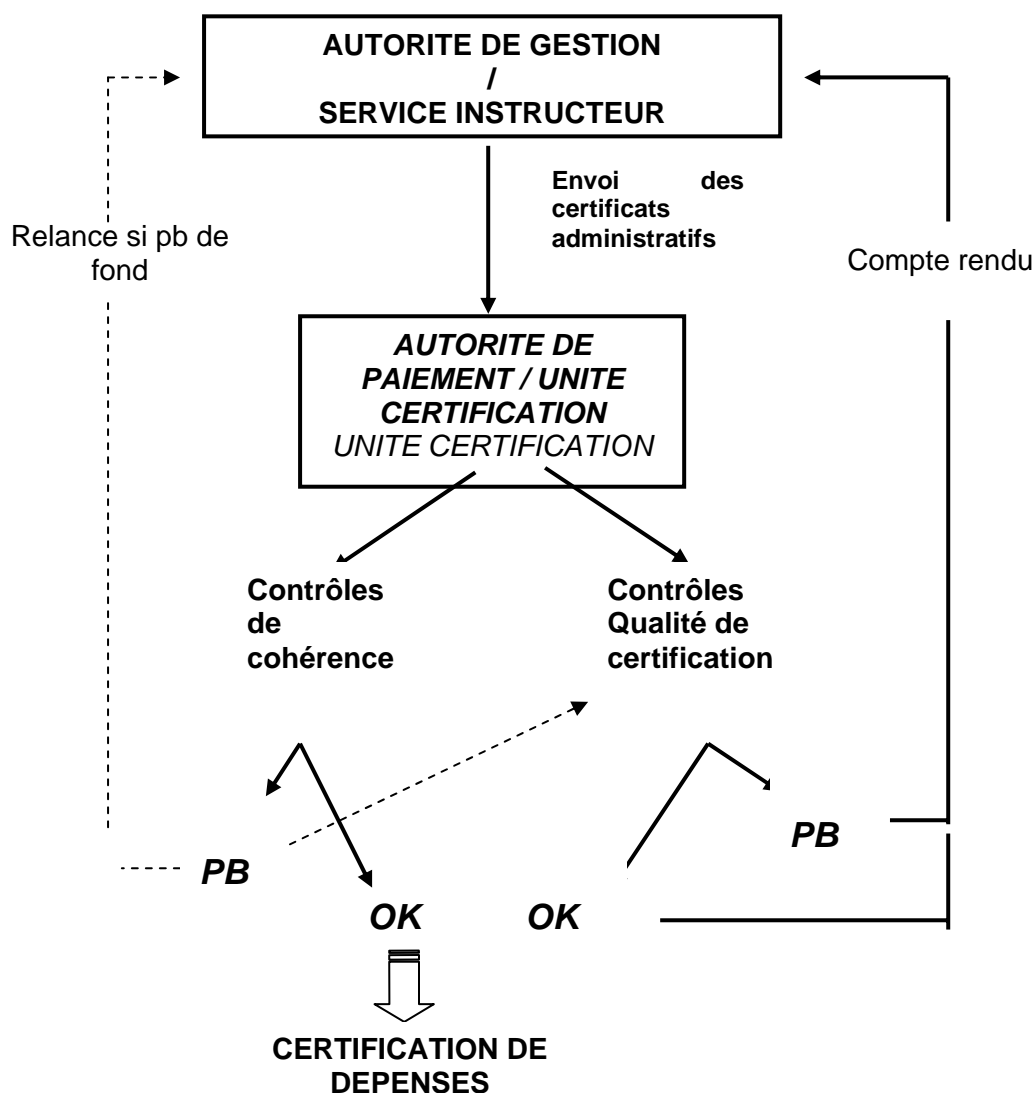 AUTORITE DE GESTION
/
SERVICE INSTRUCTEUR
Envoi des
certificats
administratifs
Relance si pb de
fond
Compte rendu
AUTORITE DE
PAIEMENT / UNITE
CERTIFICATION
UNITE CERTIFICATION
Contrôles
de
cohérence
Contrôles
Qualité de
certification
PB
PB
OK
OK
CERTIFICATION DE
DEPENSES